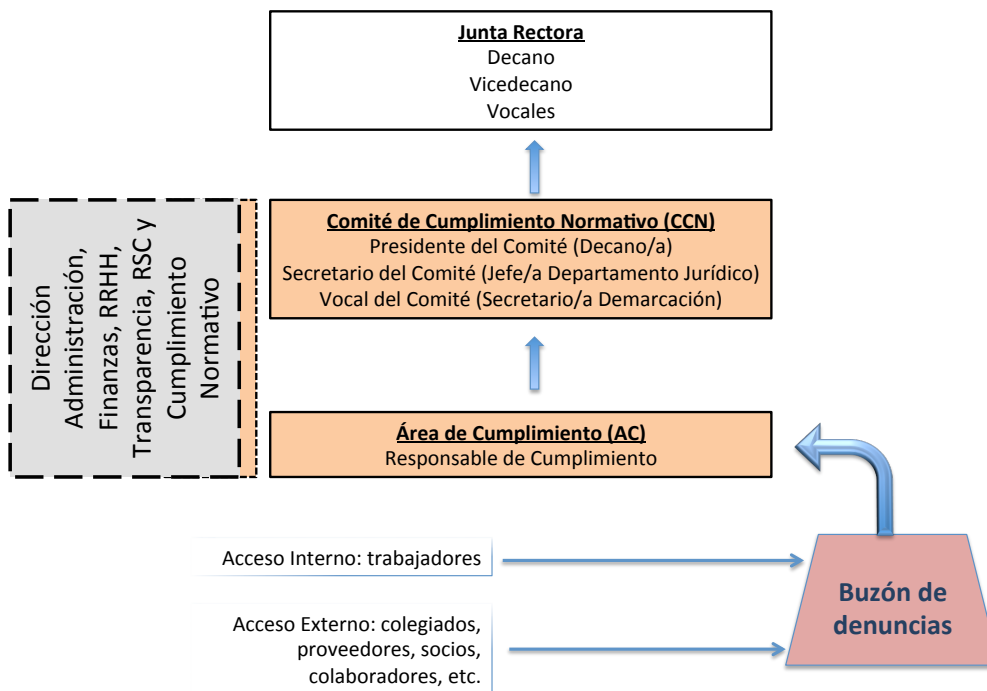 Junta Rectora
Decano
Vicedecano
Vocales
Dirección
Administración,
Finanzas, RRHH,
Transparencia, RSC y
Cumplimiento
Normativo
Comité de Cumplimiento Normativo (CCN)
Presidente del Comité (Decano/a)
Secretario del Comité (Jefe/a Departamento Jurídico)
Vocal del Comité (Secretario/a Demarcación)
Área de Cumplimiento (AC)
Responsable de Cumplimiento
Acceso Interno: trabajadores
Acceso Externo: colegiados,
proveedores, socios,
colaboradores, etc.
Buzón de
denuncias